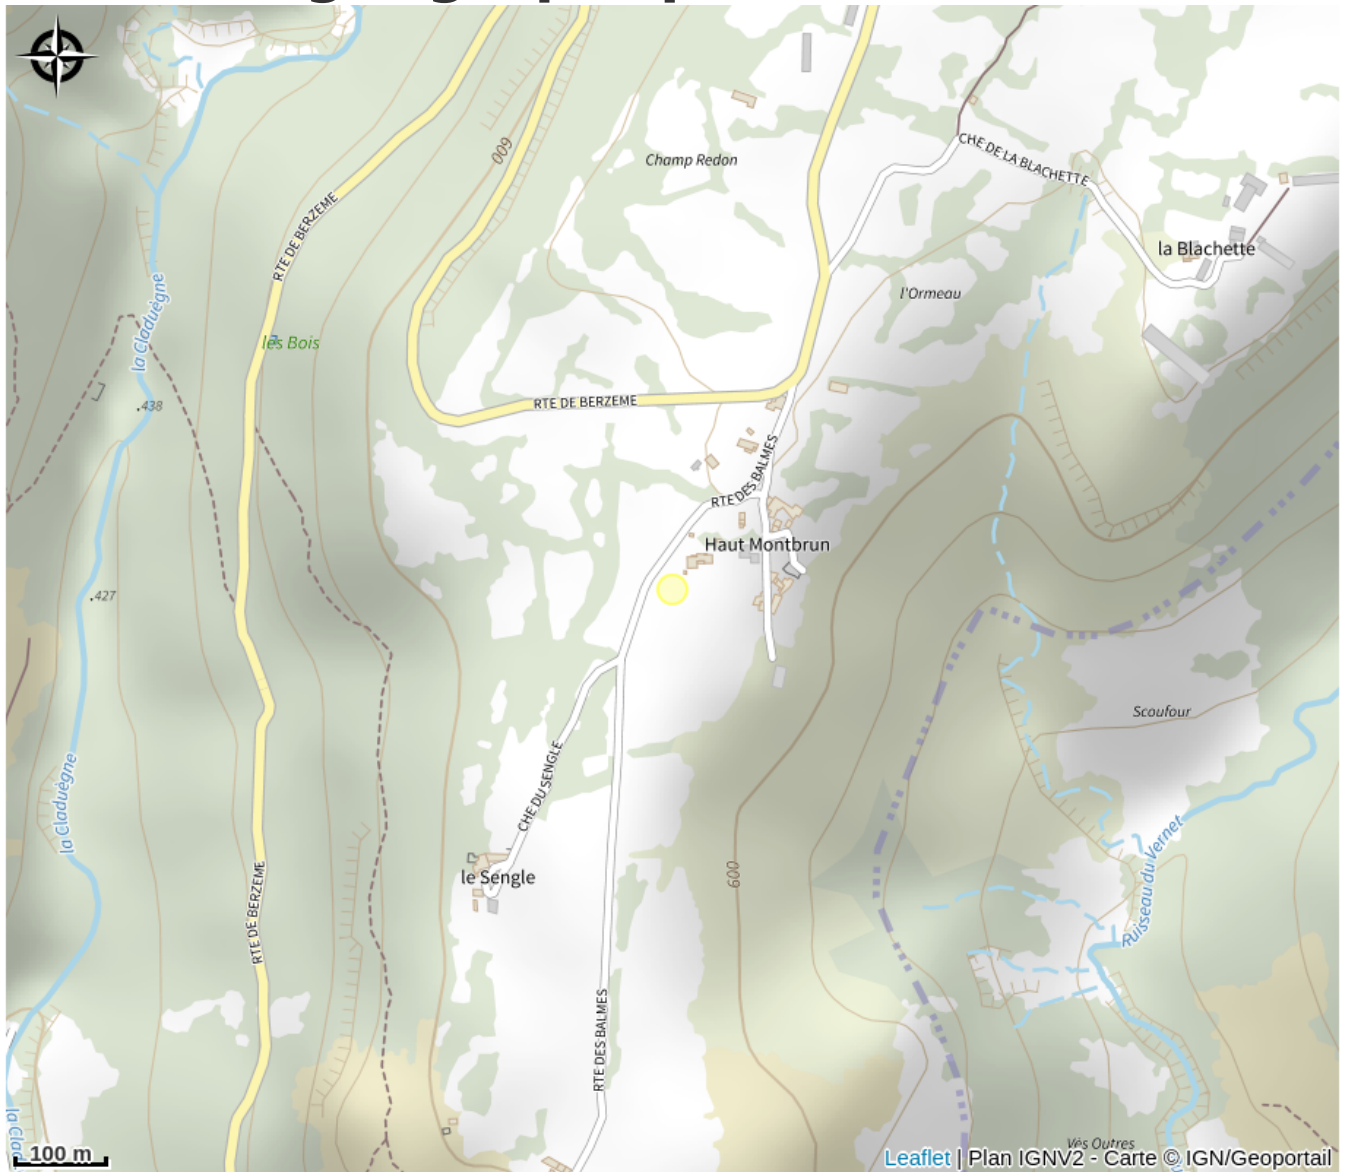 009
Champ Redon
CHE DE LA BLACHETTE
RTE DE BERZEME
la Blachette
la Claduègne
l'Ormeau
les Bois
.438
RTE DE BERZEME
RTE DES BALMES
Haut Montbrun
.427
Scoufour
CHE DU SENGLE
la Claduègne
Ruisseau du Vernet
600
le Sengle
RTE DE BERZEME
RTE DES BALMES
la Clad
Vès Outres
100 m
Leaflet | Plan IGNV2 - Carte © IGN/Geoportail